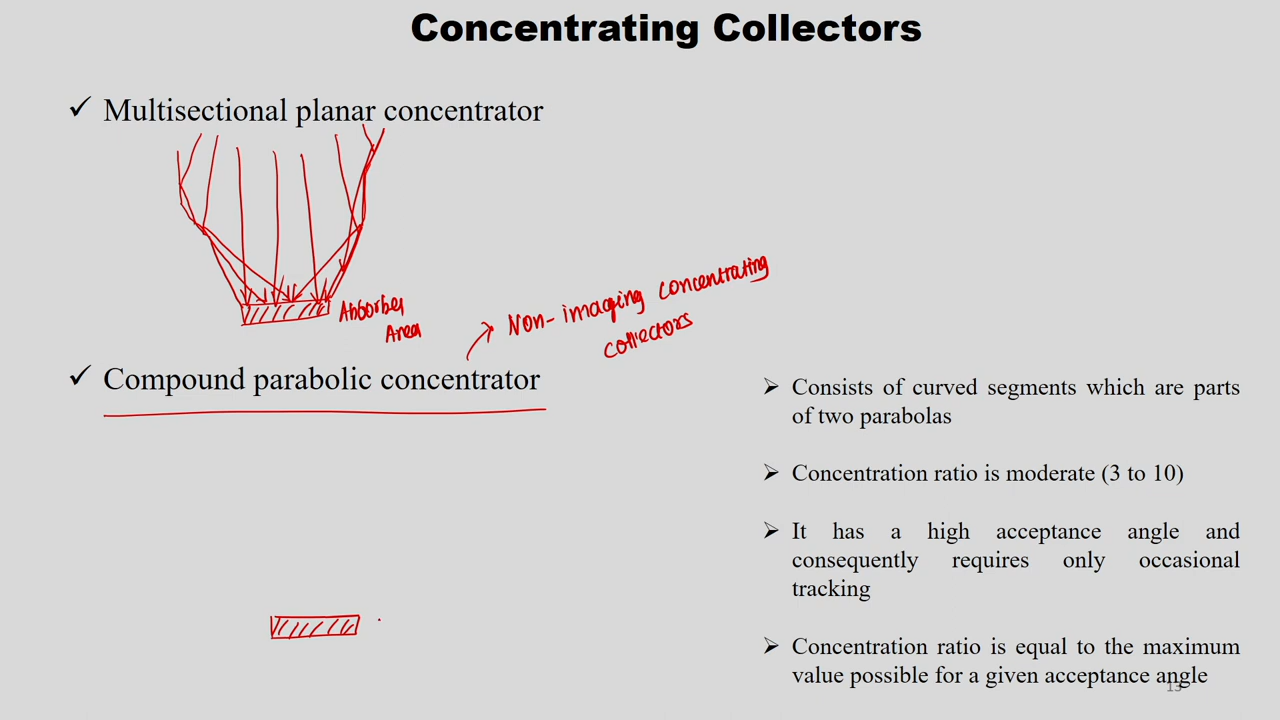 Concentrating Collectors
✓ Multisectional planar concentrator
Absorber
Area
Non-imaging concentrating
collectors
✓ Compound parabolic concentrator
➢ Consists of curved segments which are parts
of two parabolas
➢ Concentration ratio is moderate (3 to 10)
➢ It has a high acceptance angle and
consequently requires only occasional
tracking
➢ Concentration ratio is equal to the maximum
value possible for a given acceptance angle
13